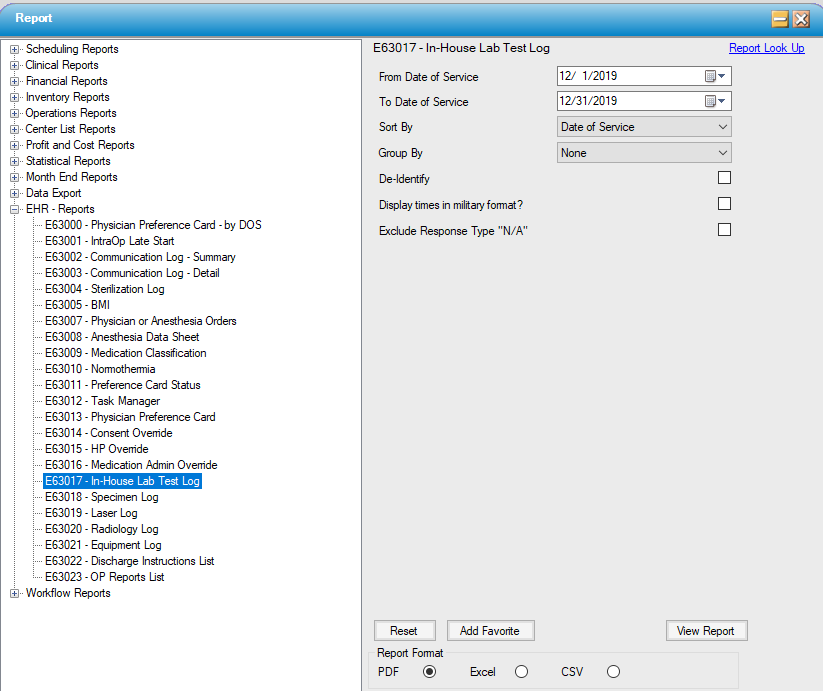 Report
Scheduling Reports
Clinical Reports
Financial Reports
Inventory Reports
Operations Reports
Center List Reports
Profit and Cost Reports
Statistical Reports
Month End Reports
Data Export
EHR - Reports
E63000 - Physician Preference Card - by DOS
E63001 - IntraOp Late Start
E63002 - Communication Log - Summary
E63003 - Communication Log - Detail
E63004 - Sterilization Log
E63005 - BMI
E63007 - Physician or Anesthesia Orders
E63008 - Anesthesia Data Sheet
E63009 - Medication Classification
E63010 - Normothermia
E63011 - Preference Card Status
E63012 - Task Manager
E63013 - Physician Preference Card
E63014 - Consent Override
E63015 - HP Override
E63016 - Medication Admin Override
E63017 - In-House Lab Test Log
E63018 - Specimen Log
E63019 - Laser Log
E63020 - Radiology Log
E63021 - Equipment Log
E63022 - Discharge Instructions List
E63023 - OP Reports List
Workflow Reports
E63017 - In-House Lab Test Log Report Look Up
From Date of Service 12/ 1/2019
To Date of Service 12/31/2019
Sort By Date of Service
Group By None
De-Identify
Display times in military format?
Exclude Response Type "N/A"
Reset Add Favorite View Report
Report Format
PDF Excel CSV